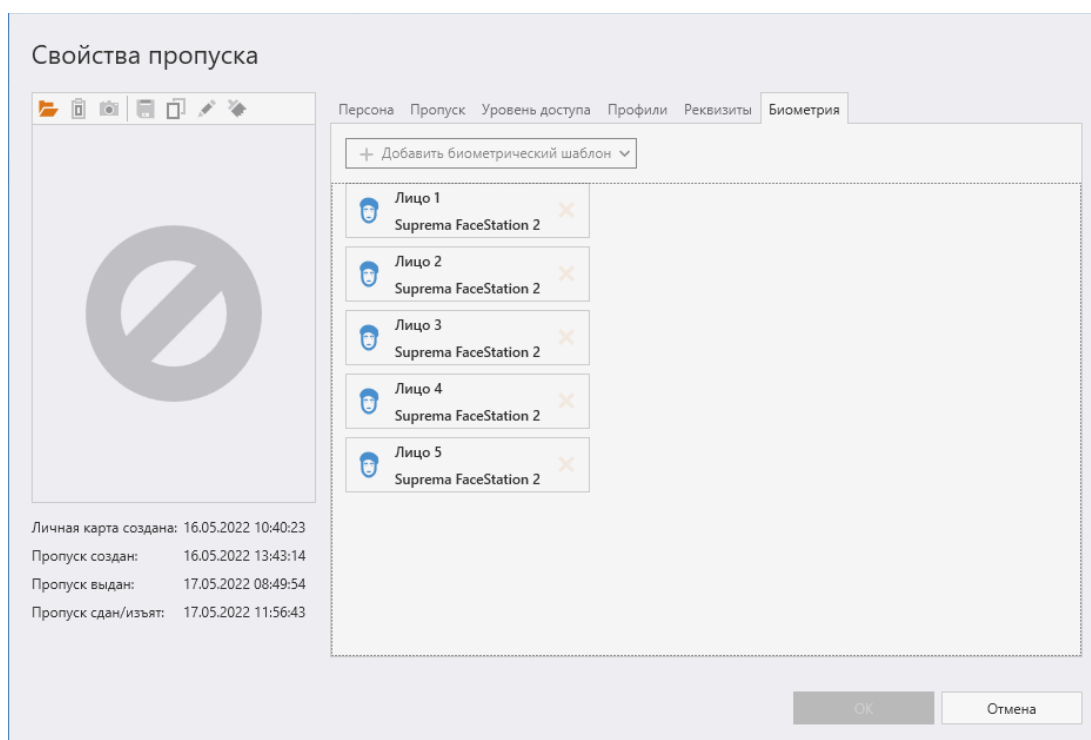 Свойства пропуска
Персона Пропуск Уровень доступа Профили Реквизиты Биометрия
+ Добавить биометрический шаблон
Лицо 1
Suprema FaceStation 2
Лицо 2
Suprema FaceStation 2
Лицо 3
Suprema FaceStation 2
Лицо 4
Suprema FaceStation 2
Лицо 5
Suprema FaceStation 2
Личная карта создана: 16.05.2022 10:40:23
Пропуск создан: 16.05.2022 13:43:14
Пропуск выдан: 17.05.2022 08:49:54
Пропуск сдан/изъят: 17.05.2022 11:56:43
ОК Отмена